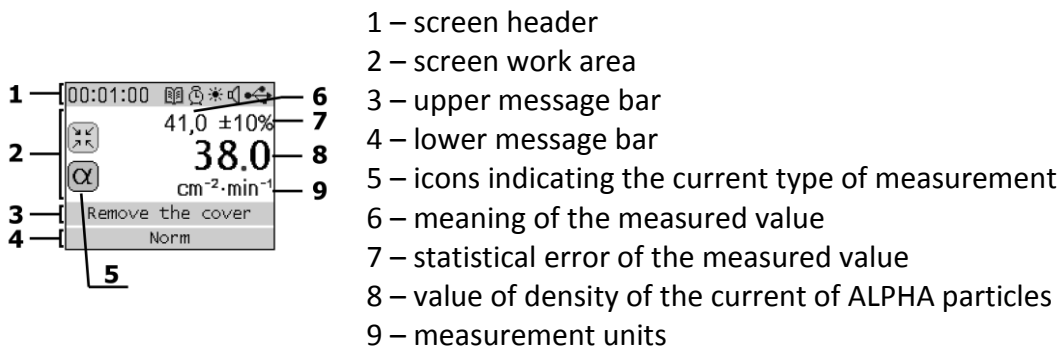 1 – screen header
2 – screen work area
3 – upper message bar
4 – lower message bar
5 – icons indicating the current type of measurement
6 – meaning of the measured value
7 – statistical error of the measured value
8 – value of density of the current of ALPHA particles
9 – measurement units
1
00:01:00
6
41,0 ±10%
7
2
38.0
8
α
cm⁻²·min⁻¹
9
3
Remove the cover
4
Norm
5